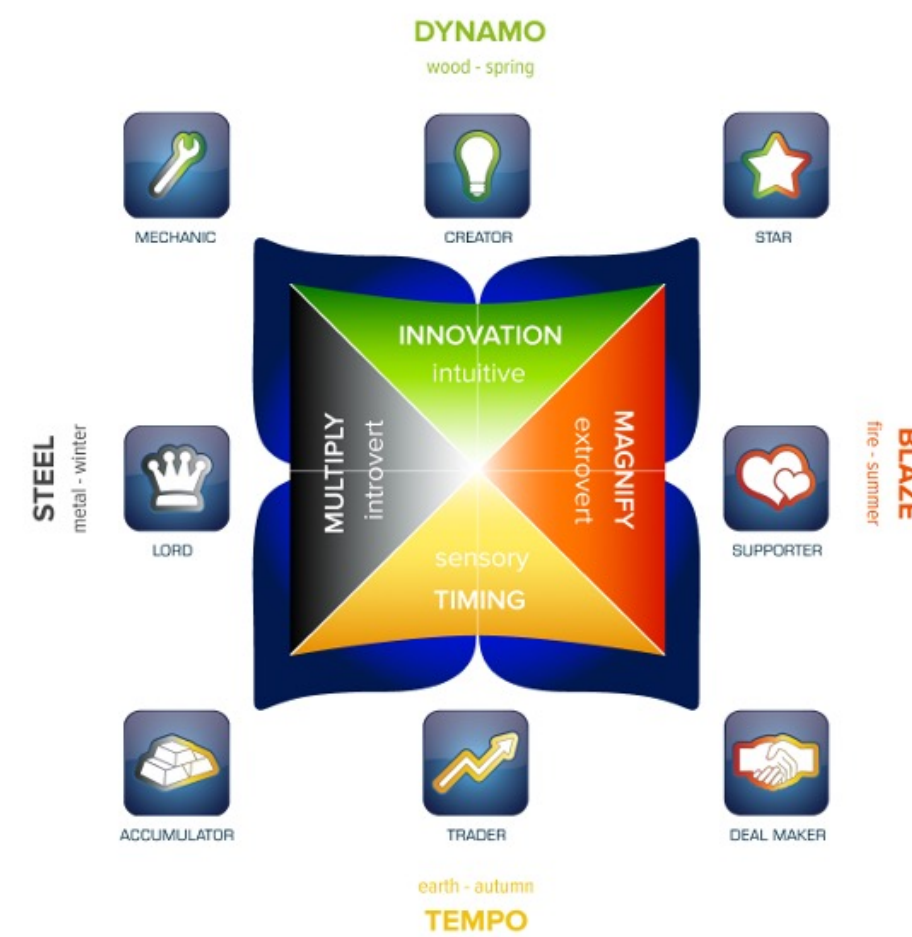 DYNAMO
wood - spring
MECHANIC
CREATOR
STAR
INNOVATION
intuitive
STEEL
metal - winter
MULTIPLY
introvert
MAGNIFY
extrovert
BLAZE
fire - summer
LORD
SUPPORTER
sensory
TIMING
ACCUMULATOR
TRADER
DEAL MAKER
earth - autumn
TEMPO